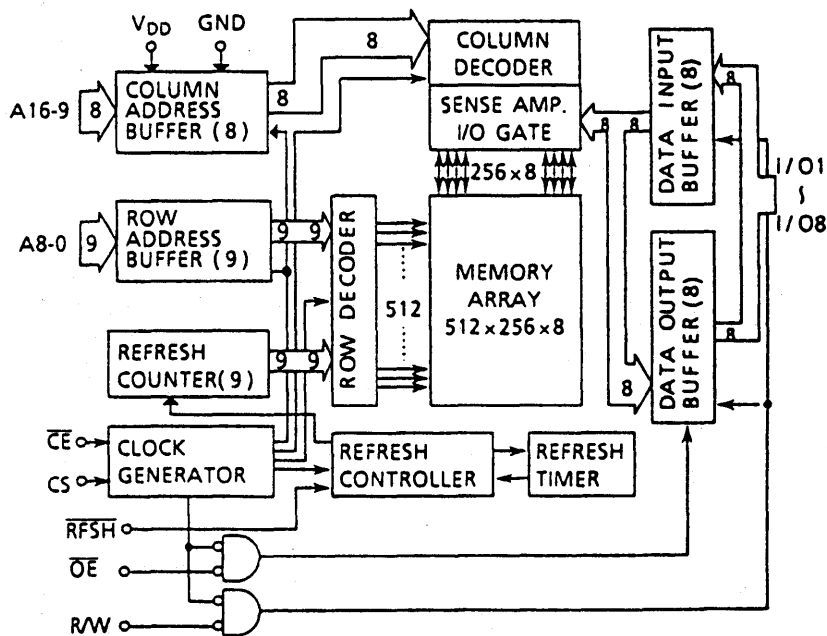 VDD GND
A16-9
8
COLUMN
ADDRESS
BUFFER (8)
8
8
COLUMN
DECODER
SENSE AMP.
I/O GATE
8
8
DATA INPUT
BUFFER (8)
8
I/O1
~
I/O8
256×8
A8-0
9
ROW
ADDRESS
BUFFER (9)
9 9
ROW DECODER
512
MEMORY
ARRAY
512×256×8
DATA OUTPUT
BUFFER (8)
8
8
REFRESH
COUNTER(9)
9 9
CE
CS
CLOCK
GENERATOR
REFRESH
CONTROLLER
REFRESH
TIMER
RFSH
OE
R/W